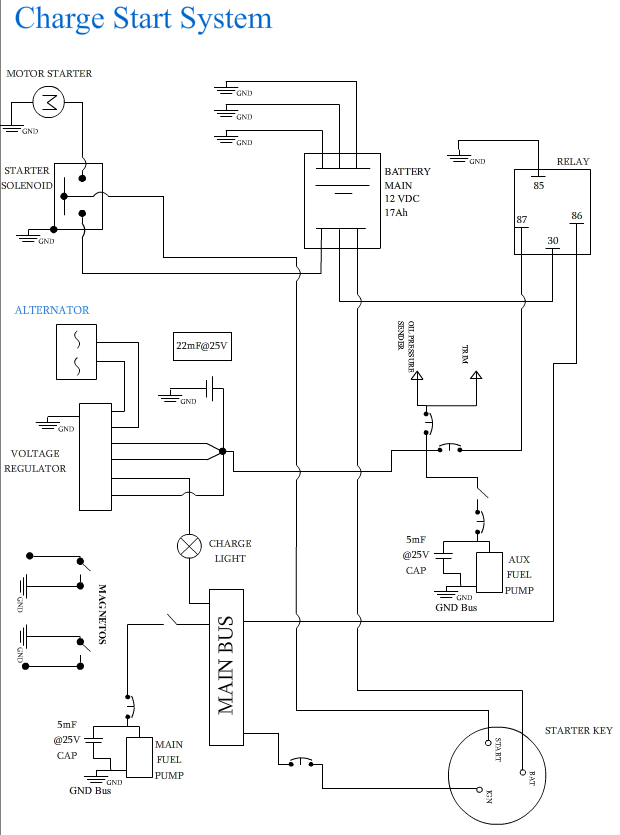 Charge Start System
MOTOR STARTER
GND
GND
GND
GND
STARTER
SOLENOID
GND
BATTERY
MAIN
12 VDC
17Ah
GND
RELAY
85
87
86
30
ALTERNATOR
22mF@25V
GND
GND
VOLTAGE
REGULATOR
OIL PRESSURE
SENDER
TRIM
CHARGE
LIGHT
5mF
@25V
CAP
AUX
FUEL
PUMP
GND
GND Bus
GND
GND
MAGNETOS
MAIN BUS
5mF
@25V
CAP
MAIN
FUEL
PUMP
GND
GND Bus
STARTER KEY
START
BAT
IGN